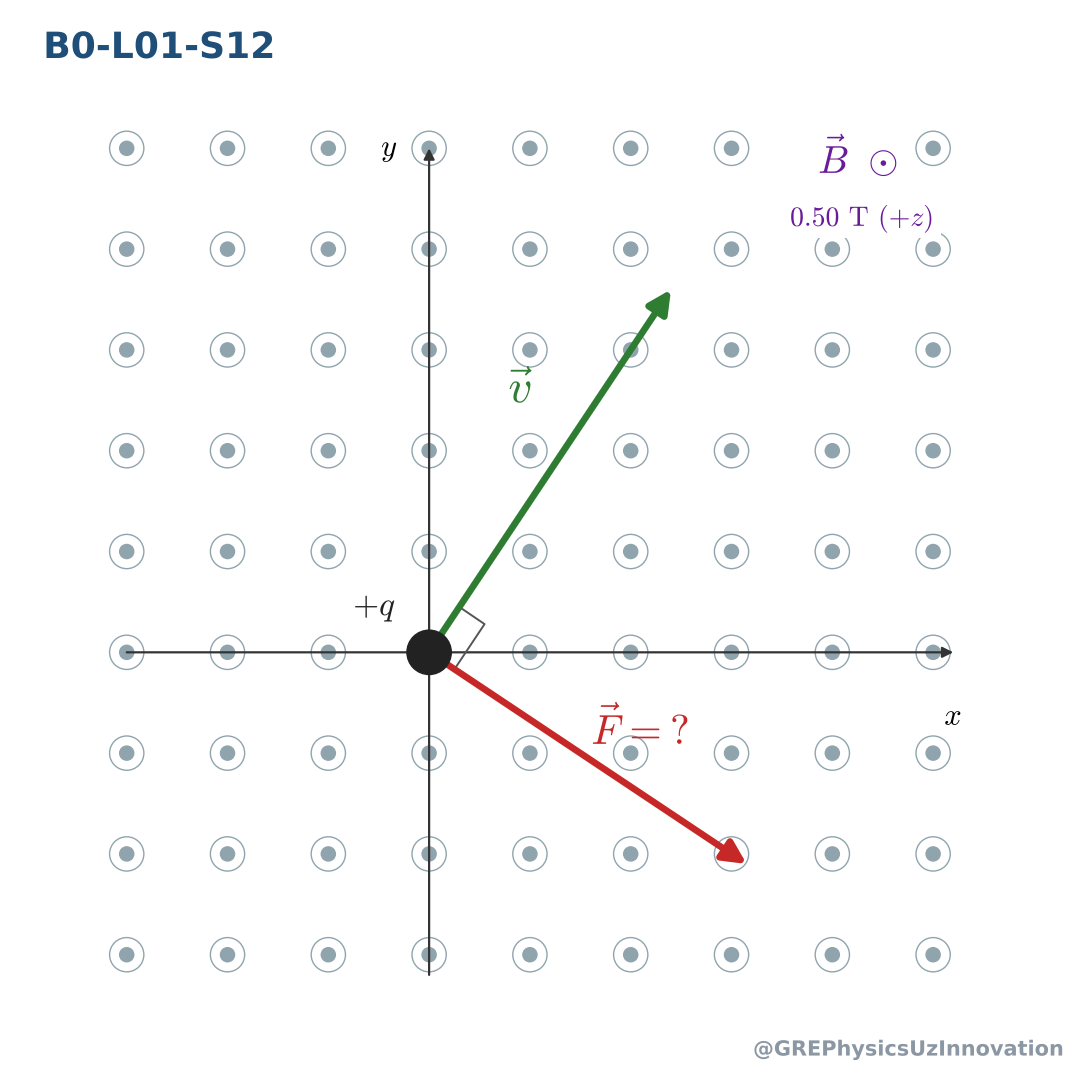 B0-L01-S12
y
B⃗ ⊙
0.50 T (+z)
v⃗
+q
F⃗ = ?
x
@GREPhysicsUzInnovation